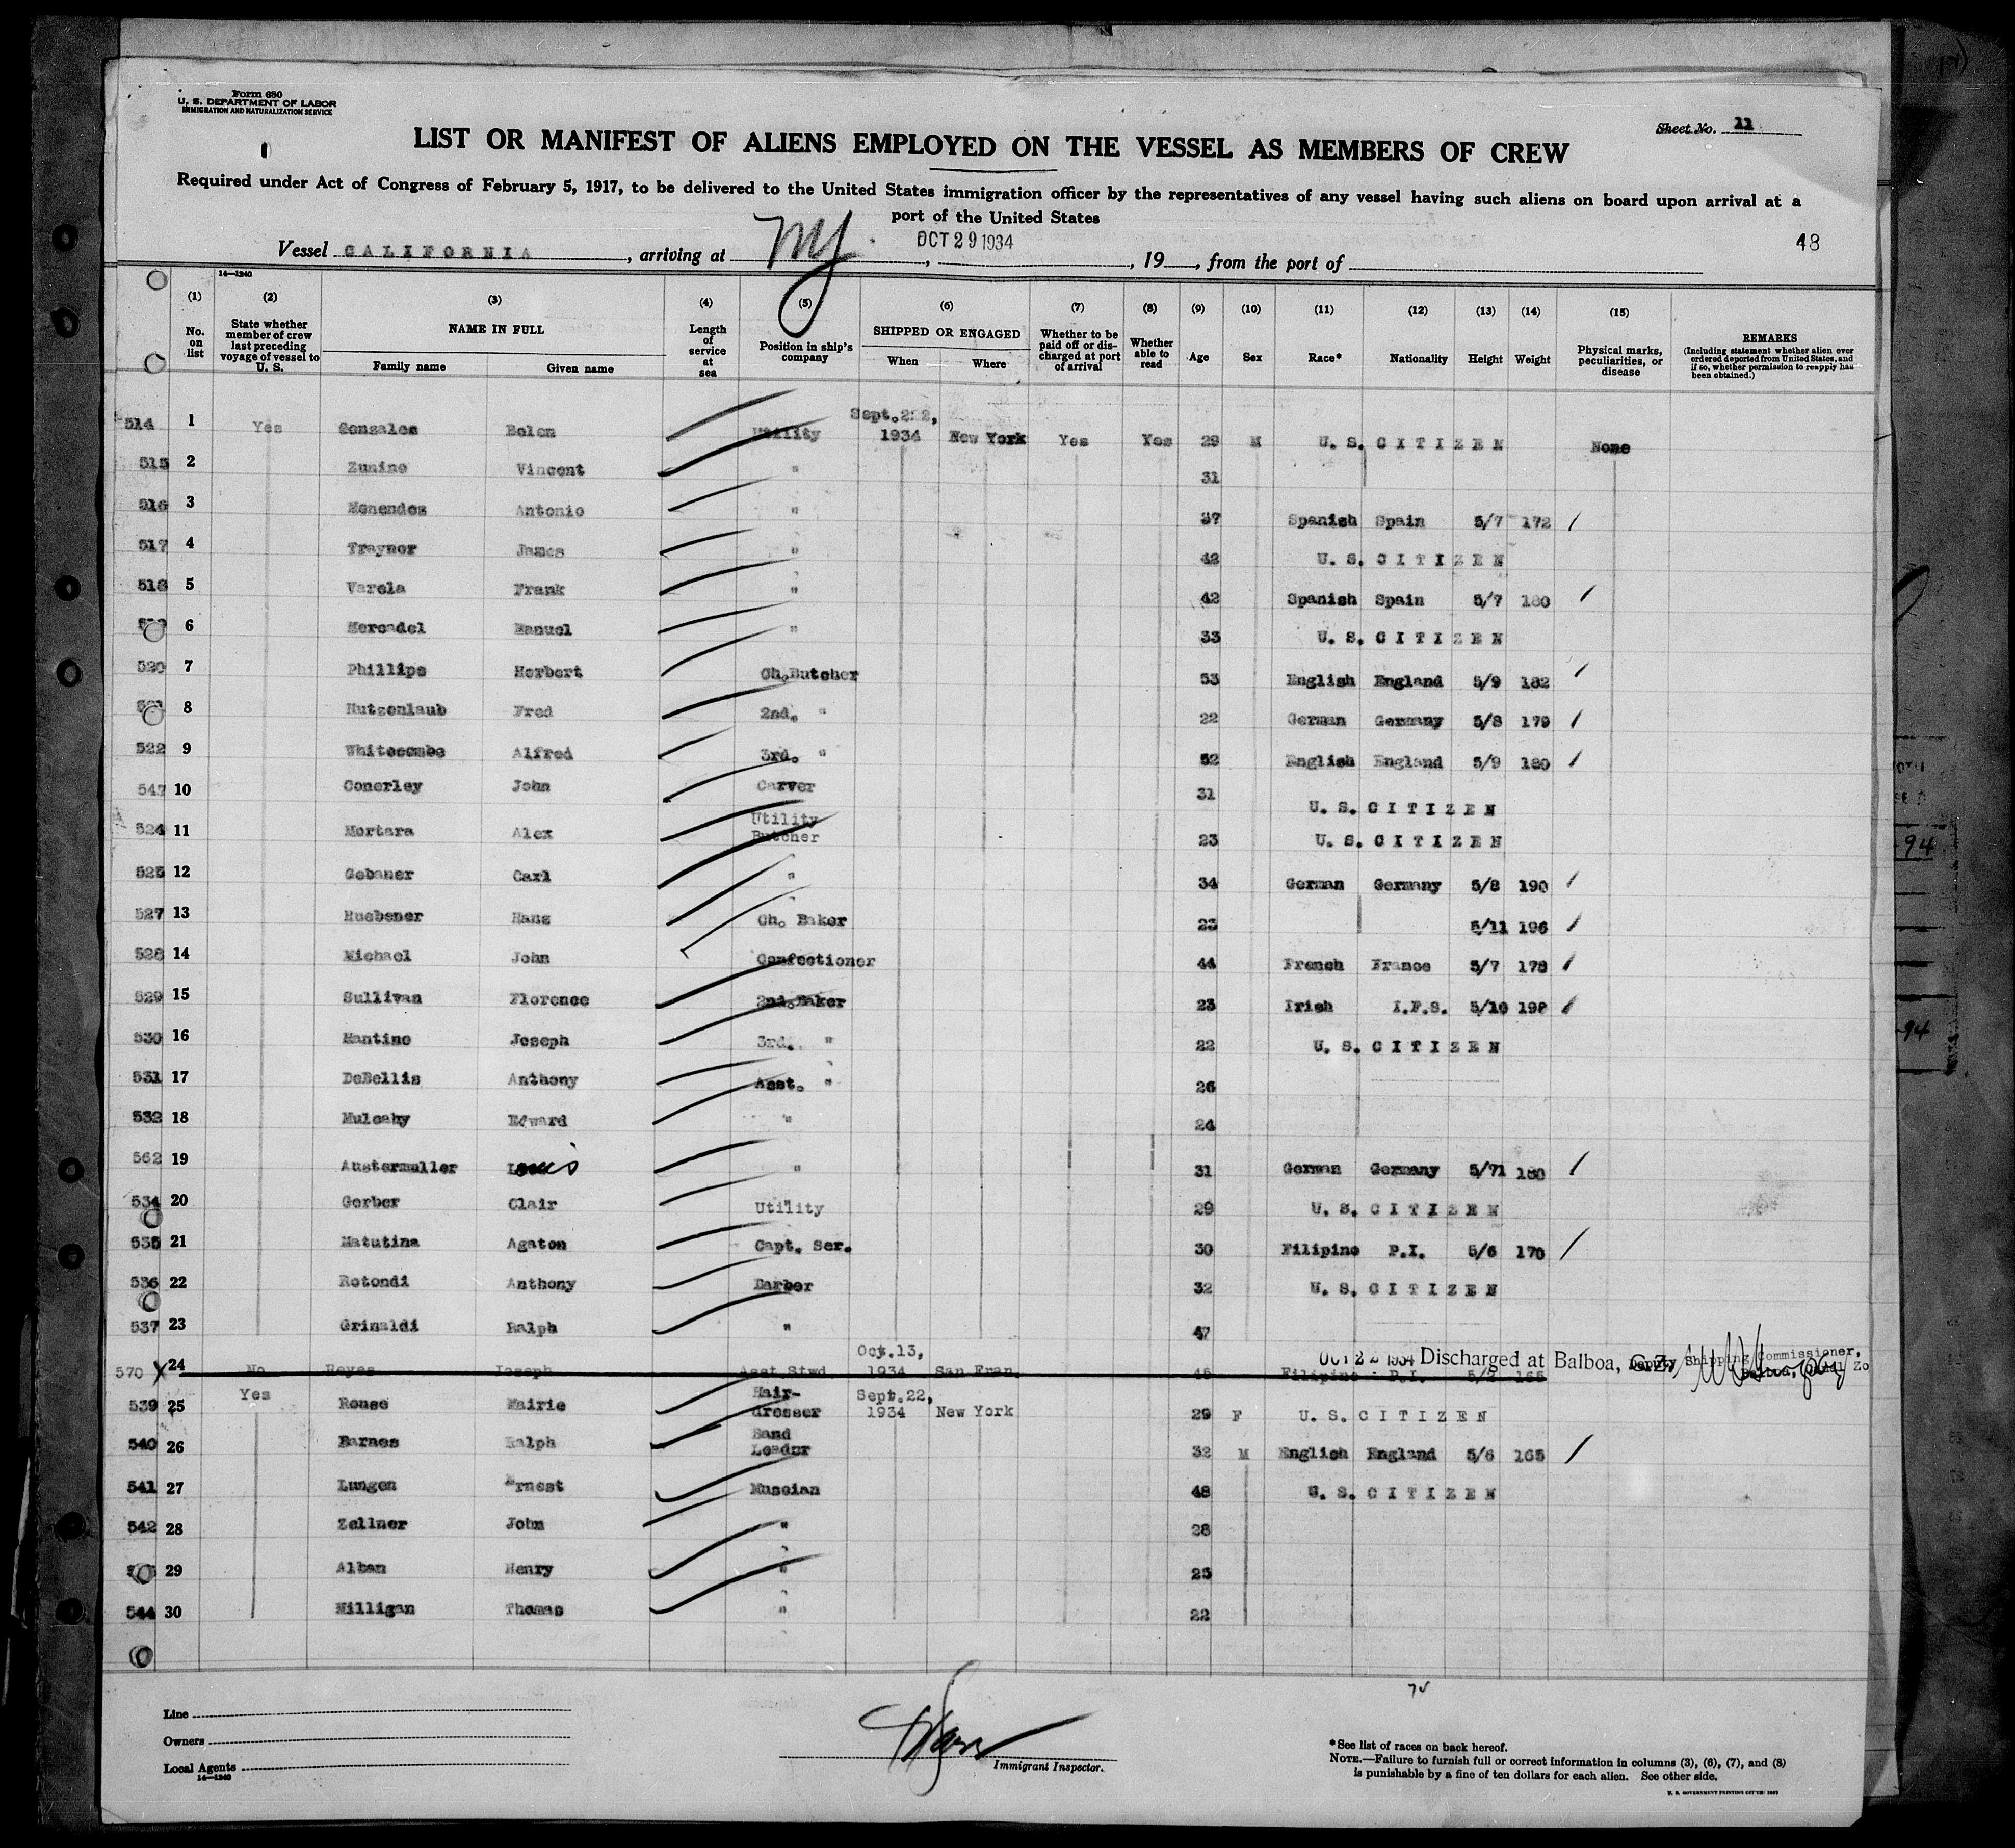 Form 680
U. S. DEPARTMENT OF LABOR
IMMIGRATION AND NATURALIZATION SERVICE
Sheet No. 11
LIST OR MANIFEST OF ALIENS EMPLOYED ON THE VESSEL AS MEMBERS OF CREW
Required under Act of Congress of February 5, 1917, to be delivered to the United States immigration officer by the representatives of any vessel having such aliens on board upon arrival at a
port of the United States
Vessel CALIFORNIA, arriving at NY, OCT 29 1934, 19, from the port of
48
14—1240
(1) (2) (3) (4) (5) (6) (7) (8) (9) (10) (11) (12) (13) (14) (15)
No. on list
State whether member of crew last preceding voyage of vessel to U. S.
NAME IN FULL
Family name Given name
Length of service at sea
Position in ship's company
SHIPPED OR ENGAGED
When Where
Whether to be paid off or discharged at port of arrival
Whether able to read
Age Sex Race* Nationality Height Weight
Physical marks, peculiarities, or disease
REMARKS
(Including statement whether alien ever ordered deported from United States, and if so, whether permission to reapply has been obtained.)
514 1 Yes Gonzales Belen Utility Sept. 22, 1934 New York Yes Yes 29 M U. S. CITIZEN None
515 2 Zunino Vincent " 31
516 3 Menendez Antonio " 37 Spanish Spain 5/7 172
517 4 Traynor James " 42 U. S. CITIZEN
518 5 Varela Frank " 42 Spanish Spain 5/7 180
6 Mercadel Manuel " 33 U. S. CITIZEN
520 7 Phillips Herbert Ch. Butcher 53 English England 5/9 182
8 Hutzenlaub Fred 2nd. " 22 German Germany 5/8 179
522 9 Whitecombe Alfred 3rd. " 52 English England 5/9 180
547 10 Conerley John Carver 31 U. S. CITIZEN
524 11 Mortara Alex Utility Butcher 23 U. S. CITIZEN
525 12 Gebaner Carl " 34 German Germany 5/8 190
527 13 Huebener Hans Ch. Baker 23 5/11 196
528 14 Michael John Confectioner 44 French France 5/7 178
529 15 Sullivan Florence 2nd. Baker 23 Irish I.F.S. 5/10 198
530 16 Mantino Joseph 3rd. " 22 U. S. CITIZEN
531 17 DeBellis Anthony Asst. " 26
532 18 Mulcahy Edward " 24
562 19 Austermuller Louis " 31 German Germany 5/71 180
534 20 Gerber Clair Utility 29 U. S. CITIZEN
535 21 Matutina Agaton Capt. Ser. 30 Filipino P.I. 5/6 170
536 22 Rotondi Anthony Barber 32 U. S. CITIZEN
537 23 Grinaldi Ralph " 47
570 X 24 No Reyes Joseph Asst Stwd Oct. 13, 1934 San Fran. 45 Filipino P.I. 5/2 165 OCT 22 1934 Discharged at Balboa, C. Z. Deputy Shipping Commissioner, Balboa, Canal Zo
539 25 Yes Rouse Mairie Hair-dresser Sept. 22, 1934 New York 29 F U. S. CITIZEN
540 26 Barnes Ralph Band Leader 32 M English England 5/6 165
541 27 Lungen Ernest Muscian 48 U. S. CITIZEN
542 28 Zellner John " 28
29 Alban Henry " 25
544 30 Milligan Thomas " 22
Line
Owners
Local Agents
14—1240
Immigrant Inspector.
*See list of races on back hereof.
NOTE.—Failure to furnish full or correct information in columns (3), (6), (7), and (8)
is punishable by a fine of ten dollars for each alien. See other side.